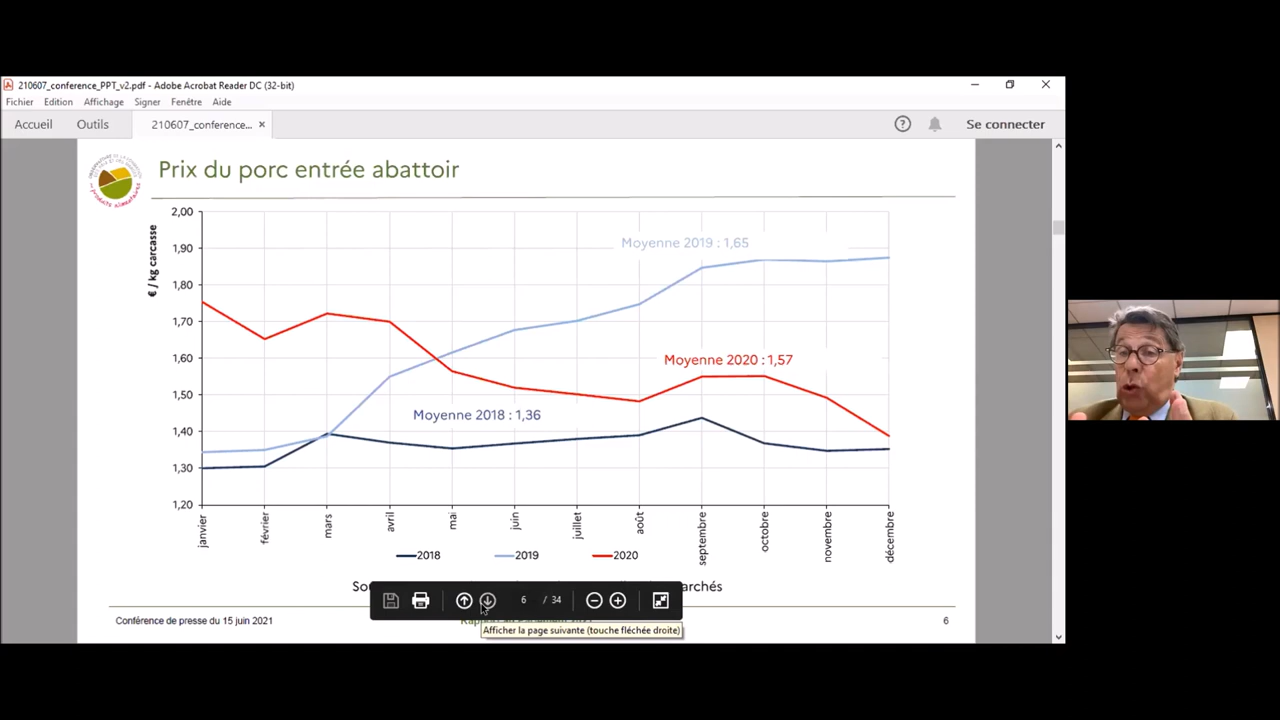 210607_conference_PPT_v2.pdf - Adobe Acrobat Reader DC (32-bit)
Fichier Edition Affichage Signer Fenêtre Aide
Accueil Outils 210607_conference... × Se connecter
Prix du porc entrée abattoir
produits alimentaires
€ / kg carcasse
2,00
1,90
1,80
1,70
1,60
1,50
1,40
1,30
1,20
Moyenne 2019 : 1,65
Moyenne 2020 : 1,57
Moyenne 2018 : 1,36
janvier février mars avril mai juin juillet août septembre octobre novembre décembre
2018 2019 2020
6 / 34
Afficher la page suivante (touche fléchée droite)
Conférence de presse du 15 juin 2021
6